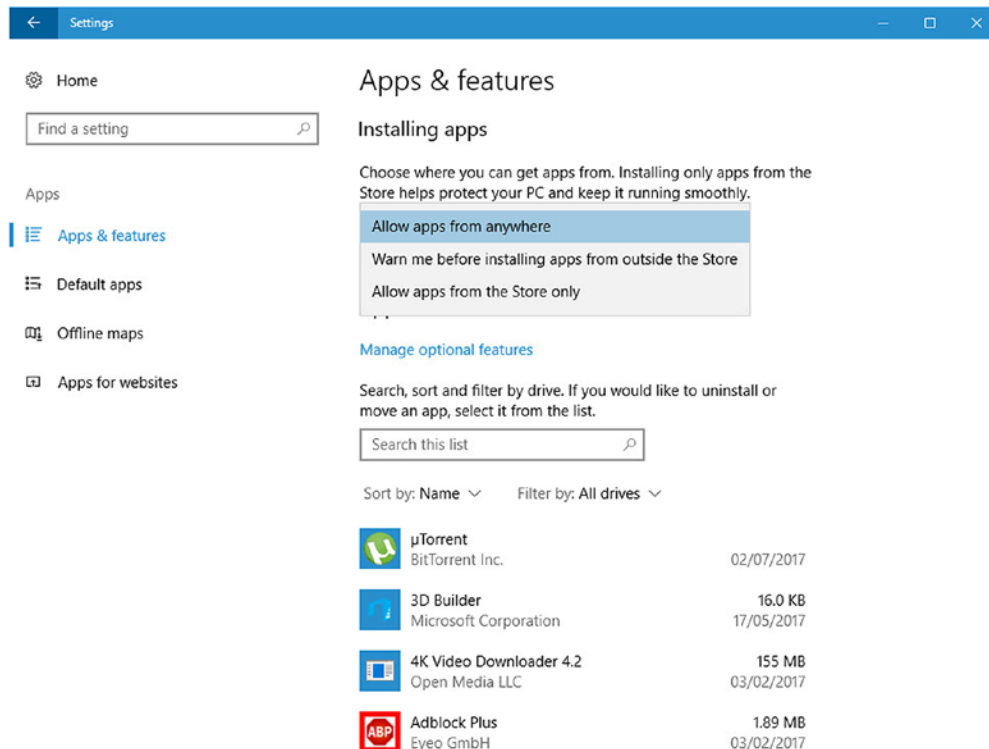 Settings
Home
Find a setting
Apps
Apps & features
Default apps
Offline maps
Apps for websites
Apps & features
Installing apps
Choose where you can get apps from. Installing only apps from the
Store helps protect your PC and keep it running smoothly.
Allow apps from anywhere
Warn me before installing apps from outside the Store
Allow apps from the Store only
Manage optional features
Search, sort and filter by drive. If you would like to uninstall or
move an app, select it from the list.
Search this list
Sort by: Name Filter by: All drives
µTorrent
BitTorrent Inc. 02/07/2017
3D Builder 16.0 KB
Microsoft Corporation 17/05/2017
4K Video Downloader 4.2 155 MB
Open Media LLC 03/02/2017
ABP Adblock Plus 1.89 MB
Eyeo GmbH 03/02/2017